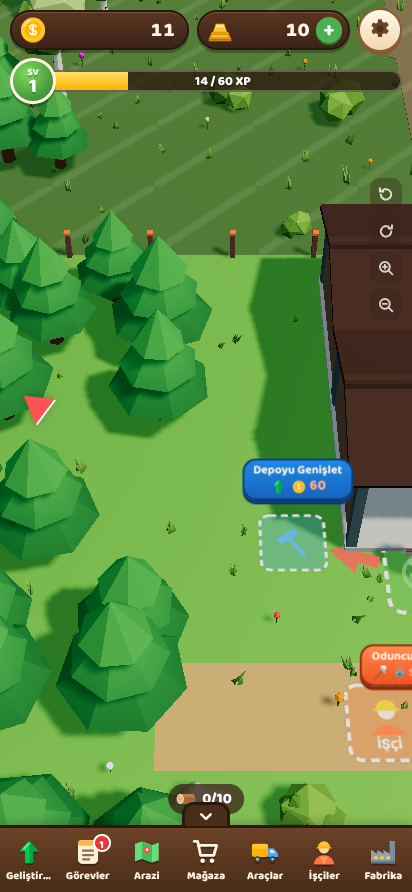 11
10
SV
1
14 / 60 XP
Depoyu Genişlet
60
Oduncu
İŞÇİ
0/10
1
Geliştir...
Görevler
Arazi
Mağaza
Araçlar
İşçiler
Fabrika